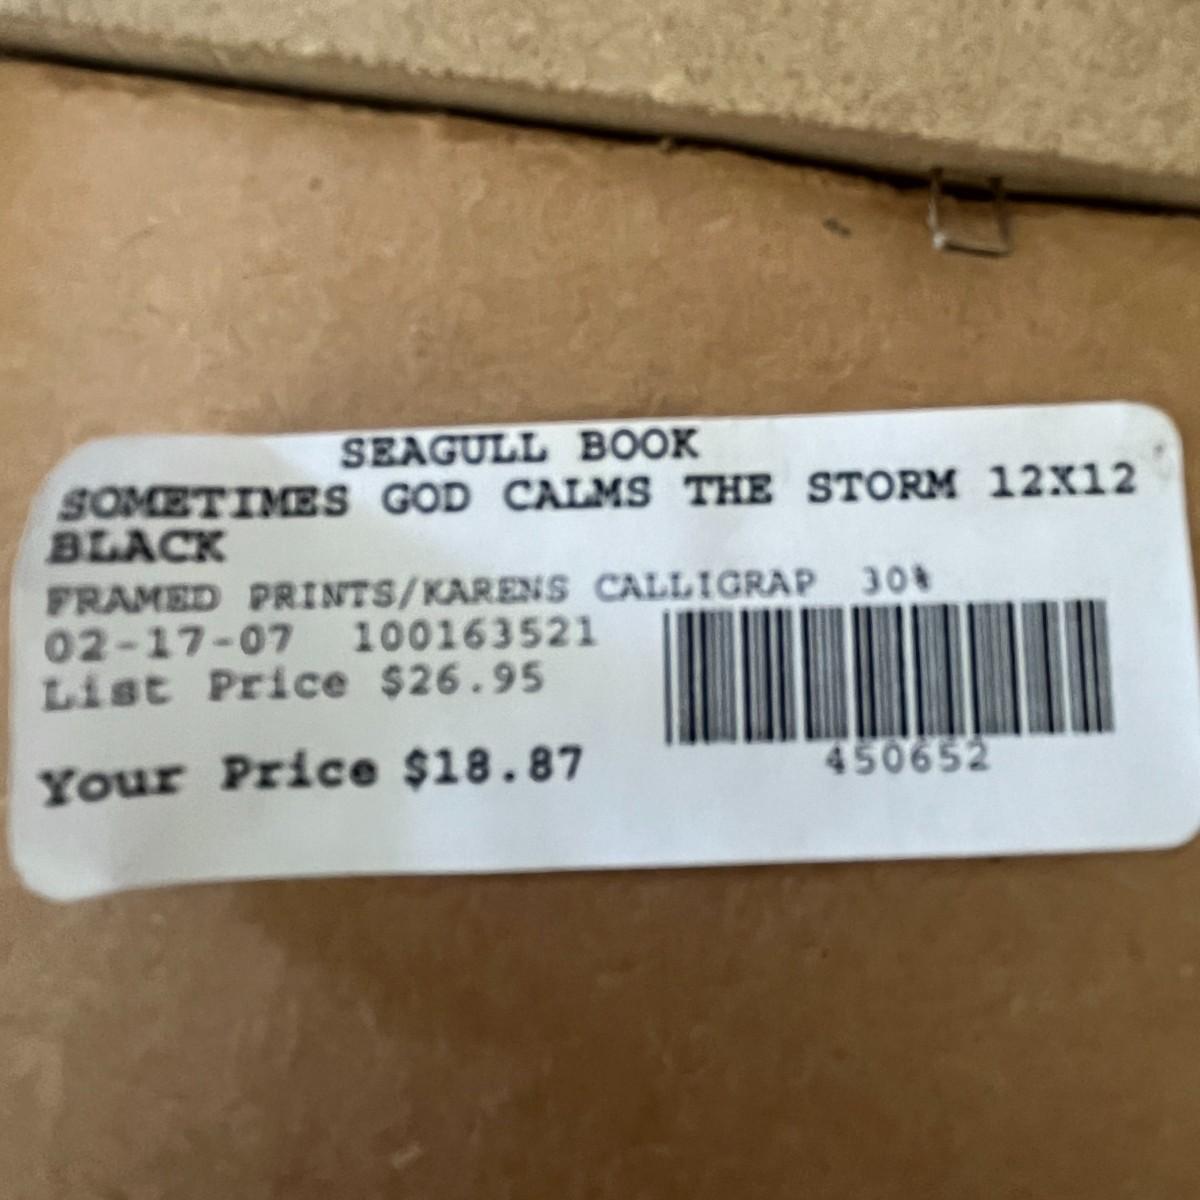 SEAGULL BOOK
SOMETIMES GOD CALMS THE STORM 12X12
BLACK
FRAMED PRINTS/KARENS CALLIGRAP 30%
02-17-07 100163521
List Price $26.95
Your Price $18.87
450652